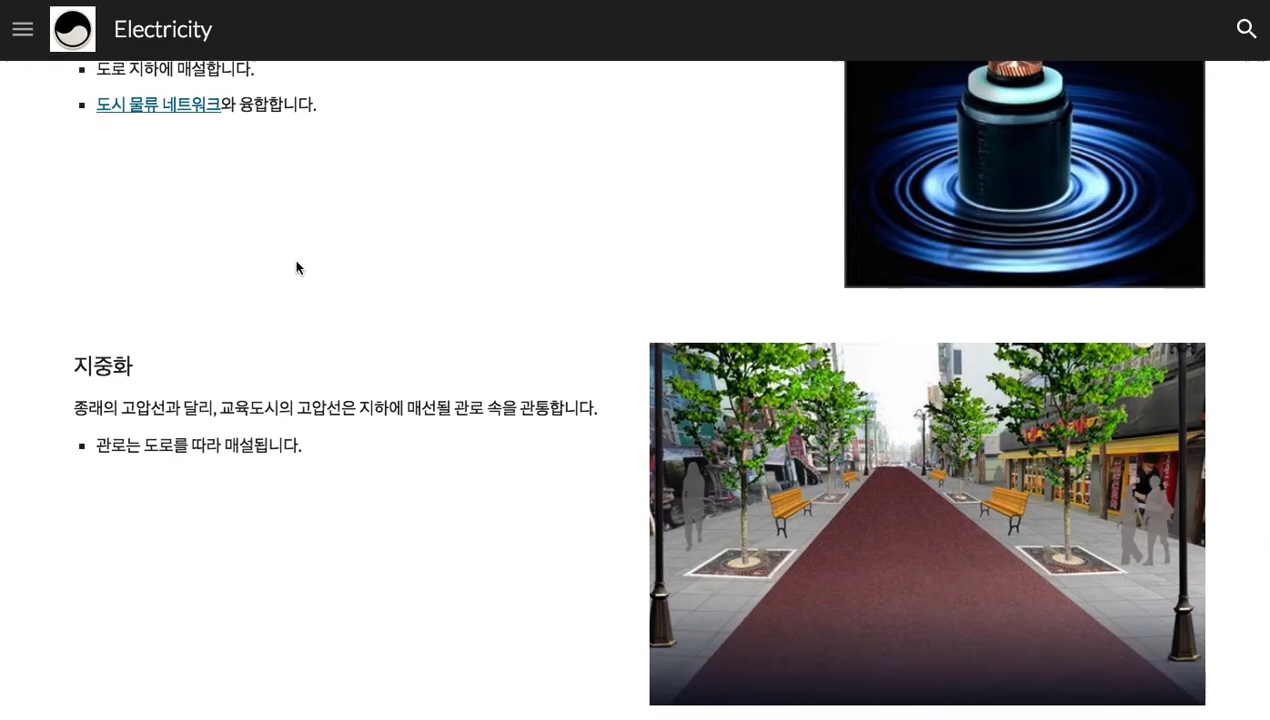 Electricity
도로 지하에 매설합니다.
도시 물류 네트워크와 융합합니다.
지중화
종래의 고압선과 달리, 교육도시의 고압선은 지하에 매선될 관로 속을 관통합니다.
관로는 도로를 따라 매설됩니다.